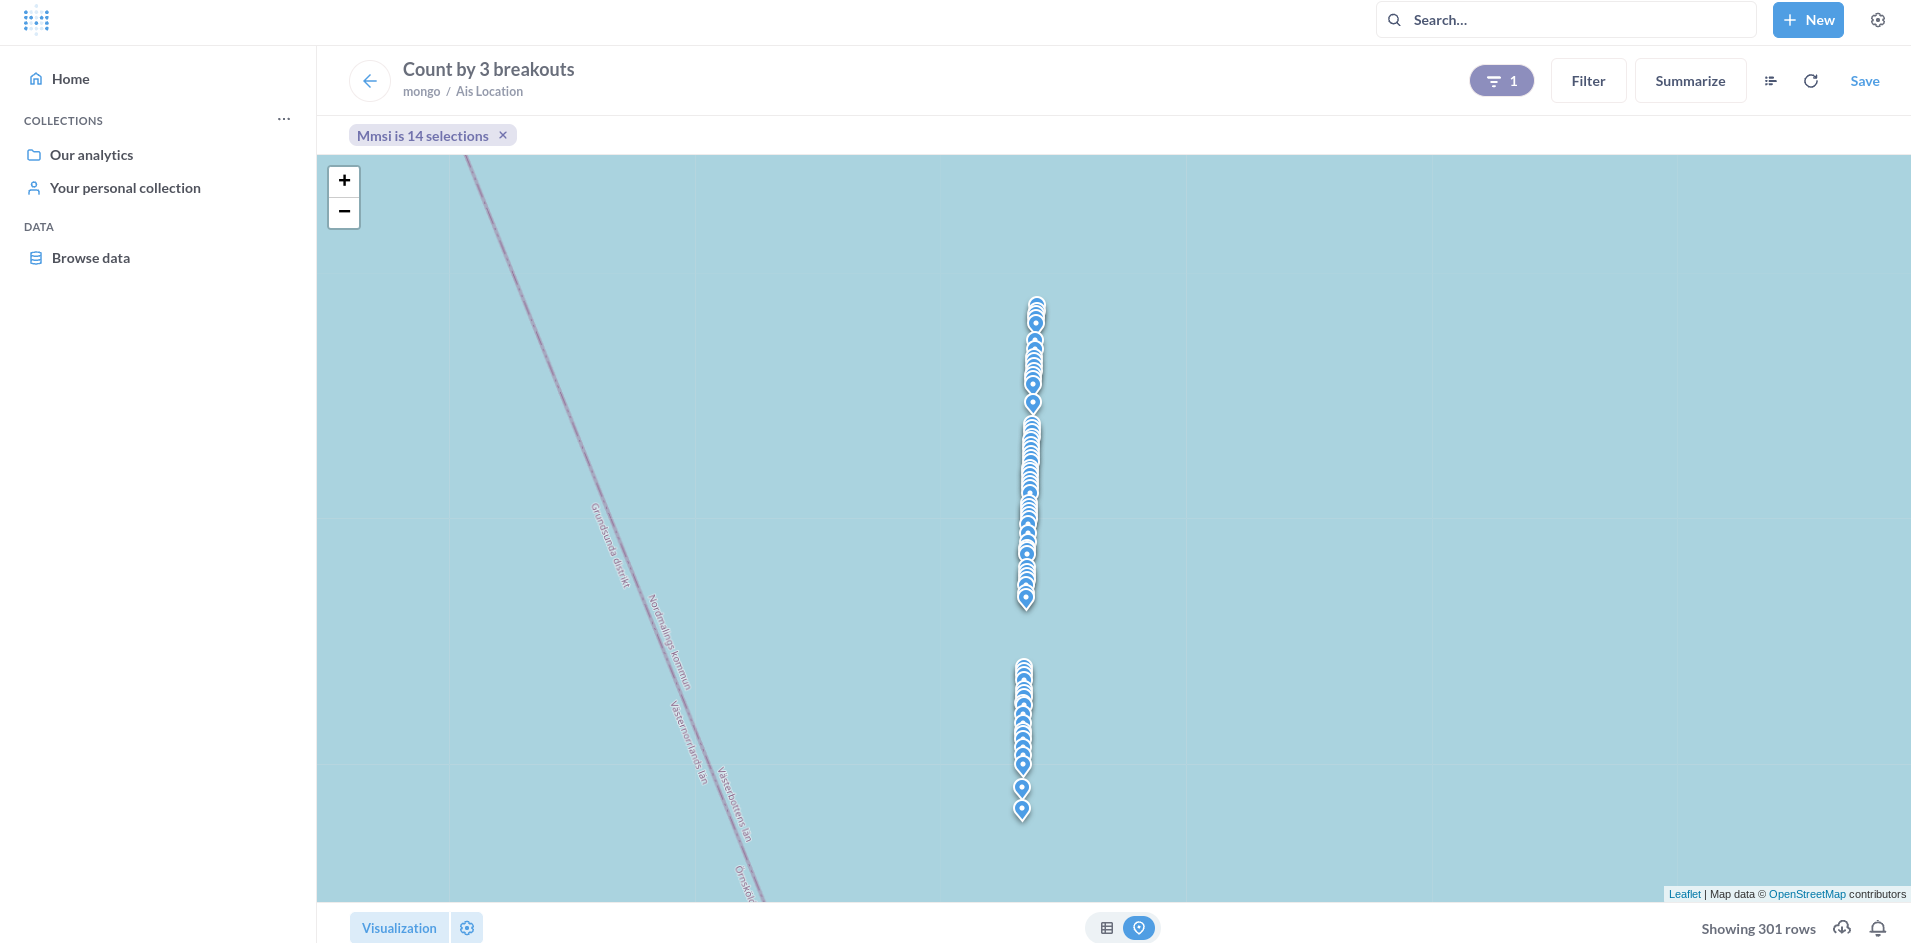 Search...
New
Home
COLLECTIONS
...
Our analytics
Your personal collection
DATA
Browse data
Count by 3 breakouts
mongo / Ais Location
1
Filter
Summarize
Save
Mmsi is 14 selections ×
+
−
Grundsunda distrikt
Nordmalings kommun
Västernorrlands län
Västerbottens län
Leaflet | Map data © OpenStreetMap contributors
Visualization
Showing 301 rows